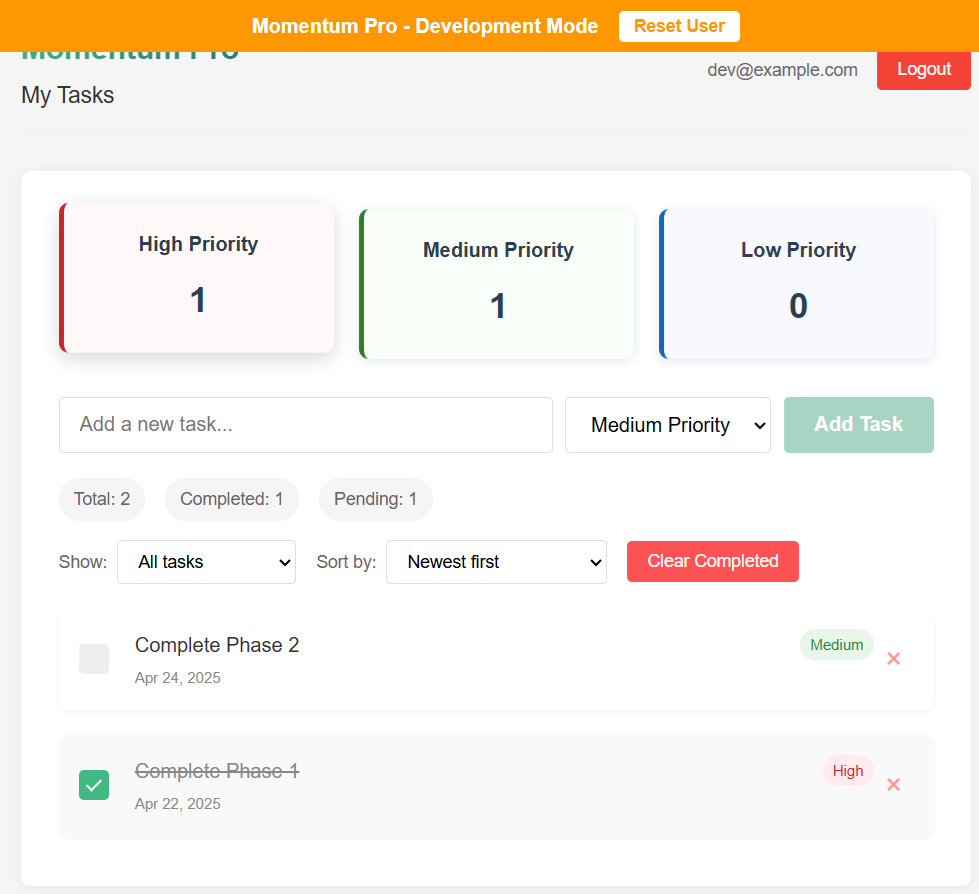 Momentum Pro - Development Mode Reset User
Momentum Pro
dev@example.com Logout
My Tasks
High Priority
1
Medium Priority
1
Low Priority
0
Add a new task...
Medium Priority
Add Task
Total: 2
Completed: 1
Pending: 1
Show: All tasks
Sort by: Newest first
Clear Completed
Complete Phase 2
Apr 24, 2025
Medium
×
Complete Phase 1
Apr 22, 2025
High
×